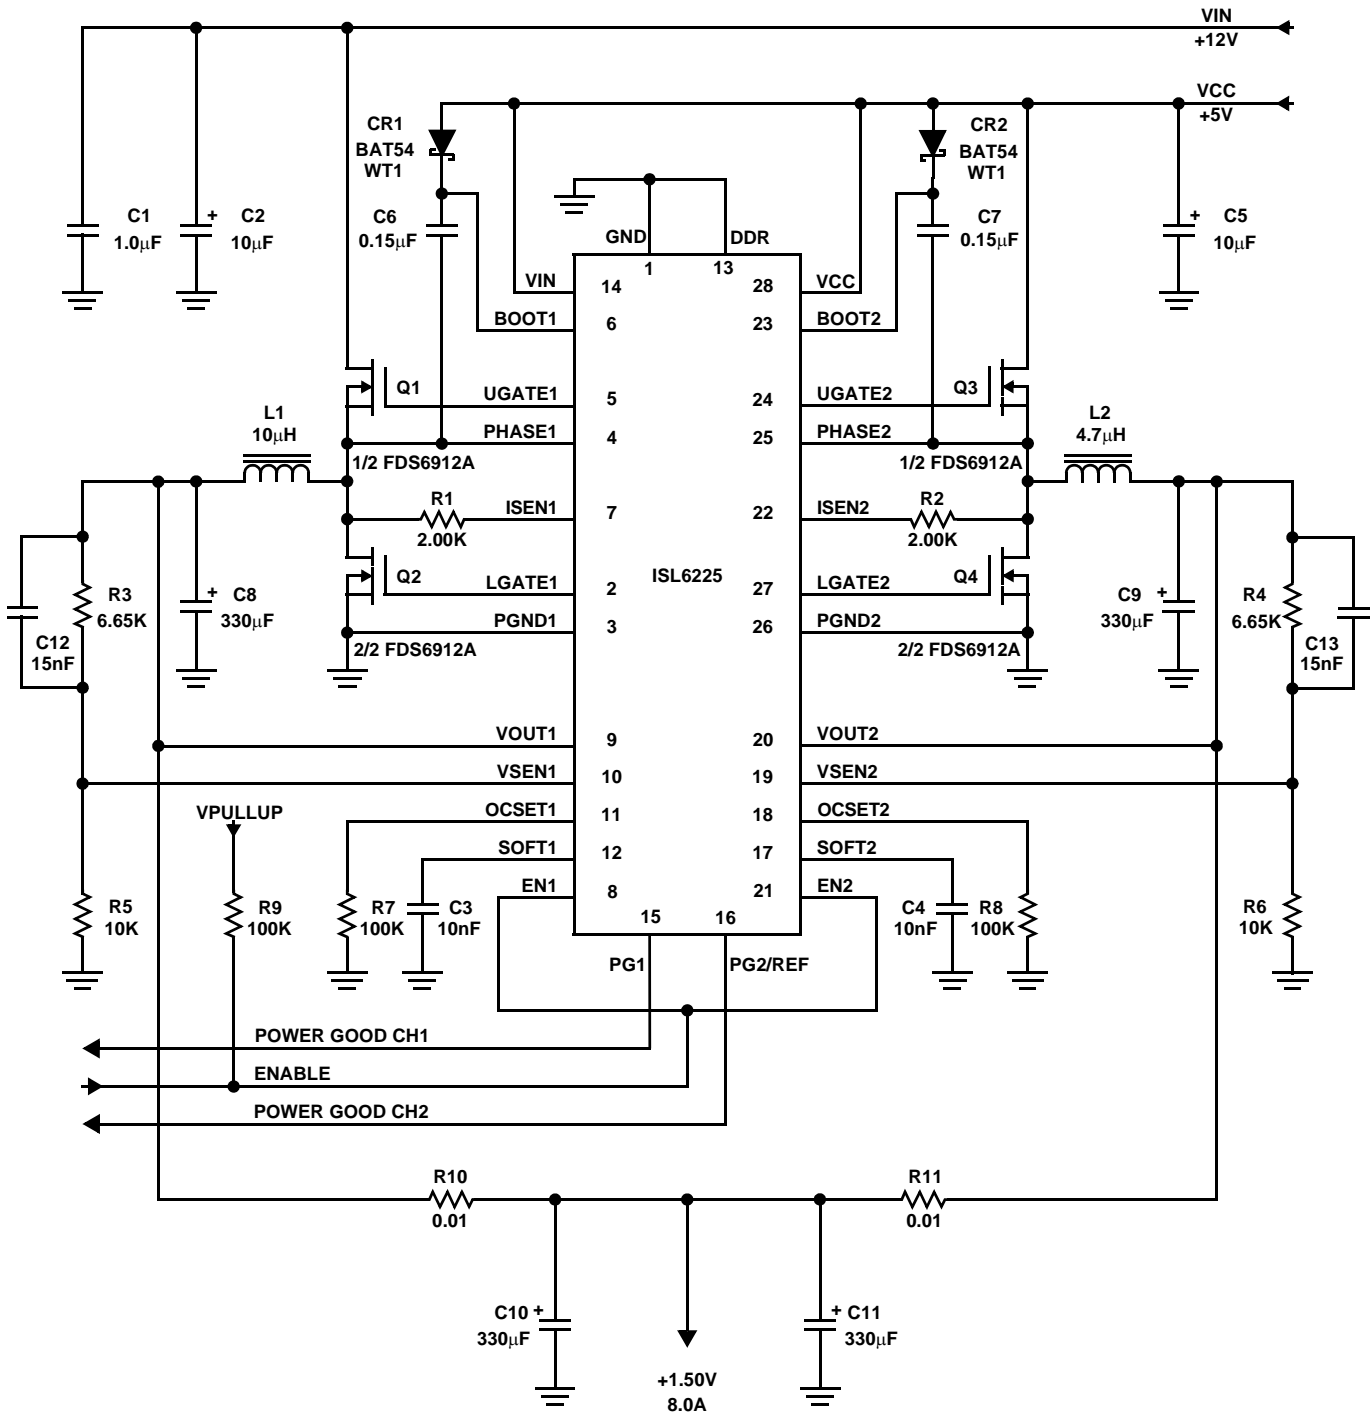 VIN
+12V
VCC
+5V
CR1
BAT54
WT1
CR2
BAT54
WT1
C1
1.0μF
C2
10μF
C6
0.15μF
GND
DDR
C7
0.15μF
C5
10μF
1
13
VIN
14
28
VCC
BOOT1
6
23
BOOT2
Q1
UGATE1
5
24
UGATE2
Q3
L1
10μH
PHASE1
4
25
PHASE2
L2
4.7μH
1/2 FDS6912A
1/2 FDS6912A
R1
2.00K
ISEN1
7
22
ISEN2
R2
2.00K
ISL6225
Q2
LGATE1
2
27
LGATE2
Q4
R3
6.65K
C8
330μF
C9
330μF
R4
6.65K
PGND1
3
26
PGND2
C12
15nF
2/2 FDS6912A
2/2 FDS6912A
C13
15nF
VOUT1
9
20
VOUT2
VSEN1
10
19
VSEN2
VPULLUP
OCSET1
11
18
OCSET2
SOFT1
12
17
SOFT2
EN1
8
21
EN2
R5
10K
R9
100K
R7
100K
C3
10nF
15
16
C4
10nF
R8
100K
R6
10K
PG1
PG2/REF
POWER GOOD CH1
ENABLE
POWER GOOD CH2
R10
0.01
R11
0.01
C10
330μF
+
+
C11
330μF
+1.50V
8.0A